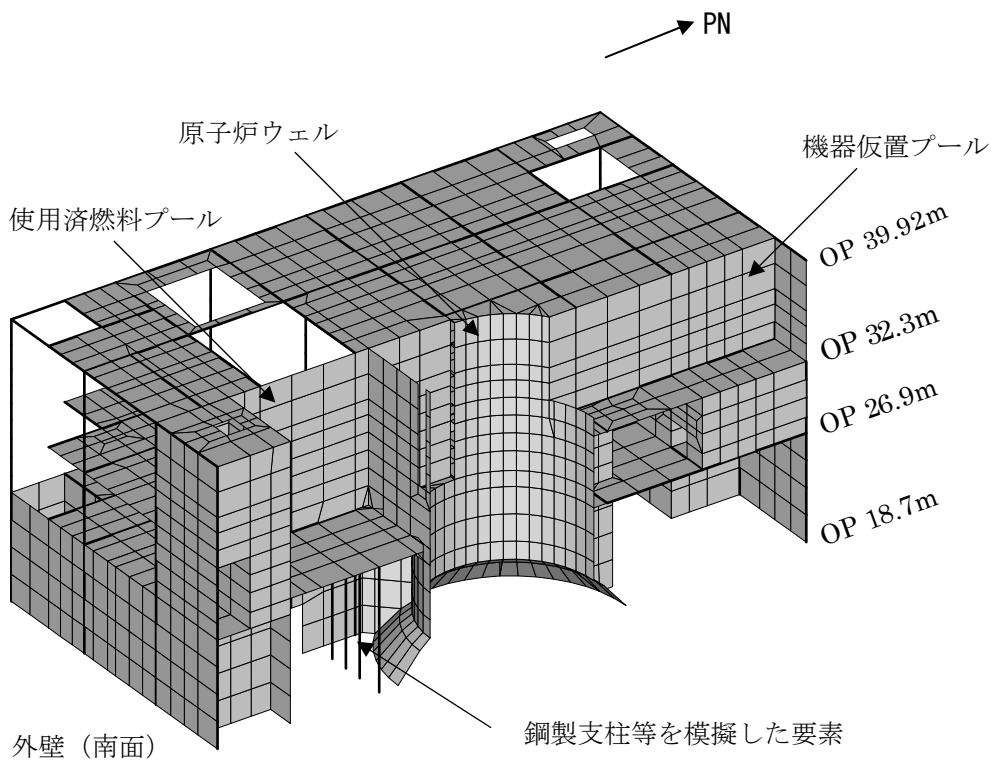 PN
原子炉ウェル
機器仮置プール
使用済燃料プール
OP 39.92m
OP 32.3m
OP 26.9m
OP 18.7m
鋼製支柱等を模擬した要素
外壁（南面）